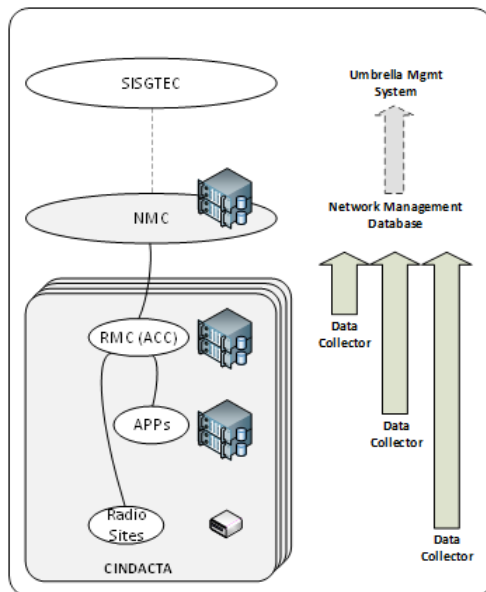 SISGTEC
Umbrella Mgmt
System
NMC
Network Management
Database
RMC (ACC)
Data
Collector
APPs
Data
Collector
Radio
Sites
Data
Collector
CINDACTA